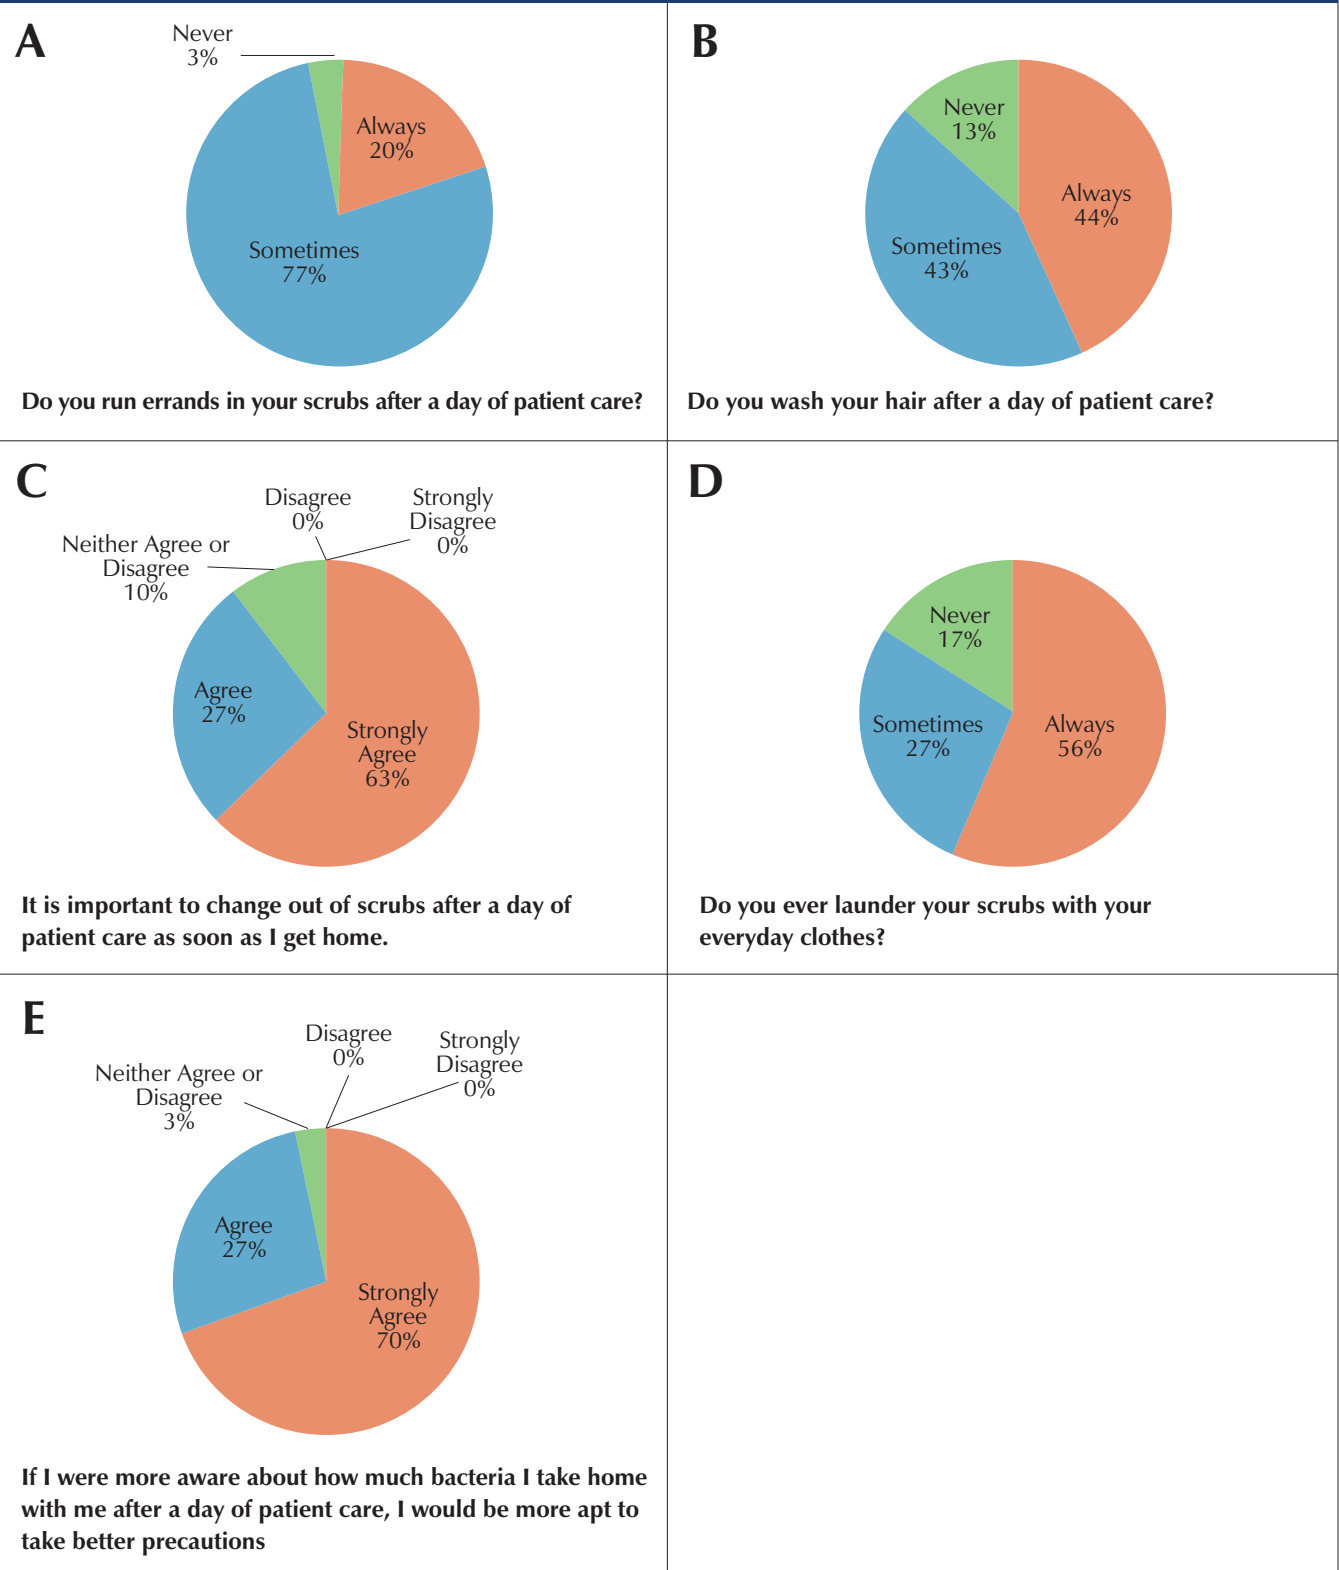 A
Never
3%
Always
20%
Sometimes
77%
Do you run errands in your scrubs after a day of patient care?
B
Never
13%
Always
44%
Sometimes
43%
Do you wash your hair after a day of patient care?
C
Disagree
0%
Strongly
Disagree
0%
Neither Agree or
Disagree
10%
Agree
27%
Strongly
Agree
63%
It is important to change out of scrubs after a day of
patient care as soon as I get home.
D
Never
17%
Sometimes
27%
Always
56%
Do you ever launder your scrubs with your
everyday clothes?
E
Disagree
0%
Strongly
Disagree
0%
Neither Agree or
Disagree
3%
Agree
27%
Strongly
Agree
70%
If I were more aware about how much bacteria I take home
with me after a day of patient care, I would be more apt to
take better precautions